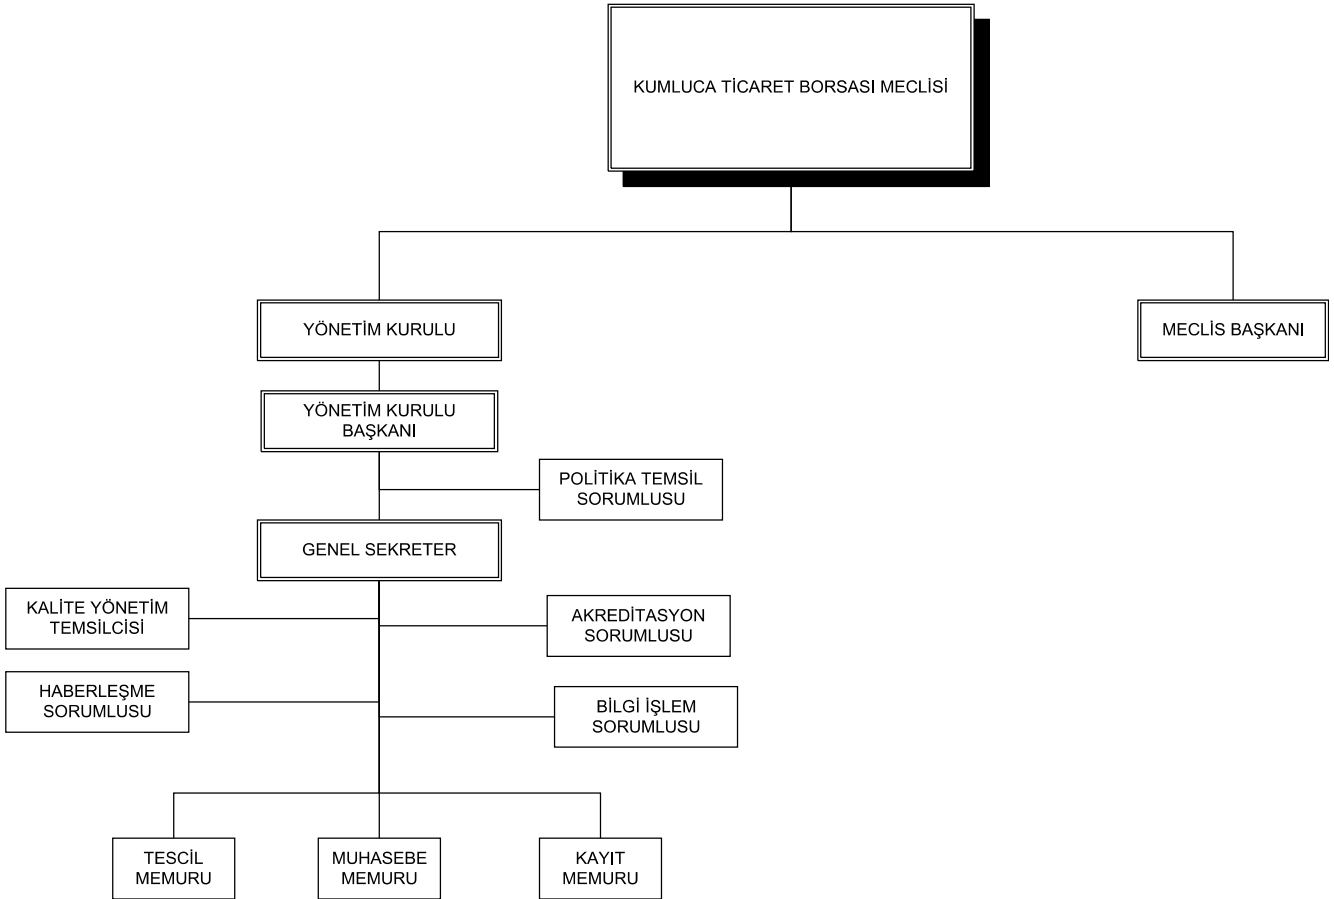 KUMLUCA TİCARET BORSASI MECLİSİ
YÖNETİM KURULU
MECLİS BAŞKANI
YÖNETİM KURULU
BAŞKANI
POLİTİKA TEMSİL
SORUMLUSU
GENEL SEKRETER
KALİTE YÖNETİM
TEMSİLCİSİ
AKREDİTASYON
SORUMLUSU
HABERLEŞME
SORUMLUSU
BİLGİ İŞLEM
SORUMLUSU
TESCİL
MEMURU
MUHASEBE
MEMURU
KAYIT
MEMURU